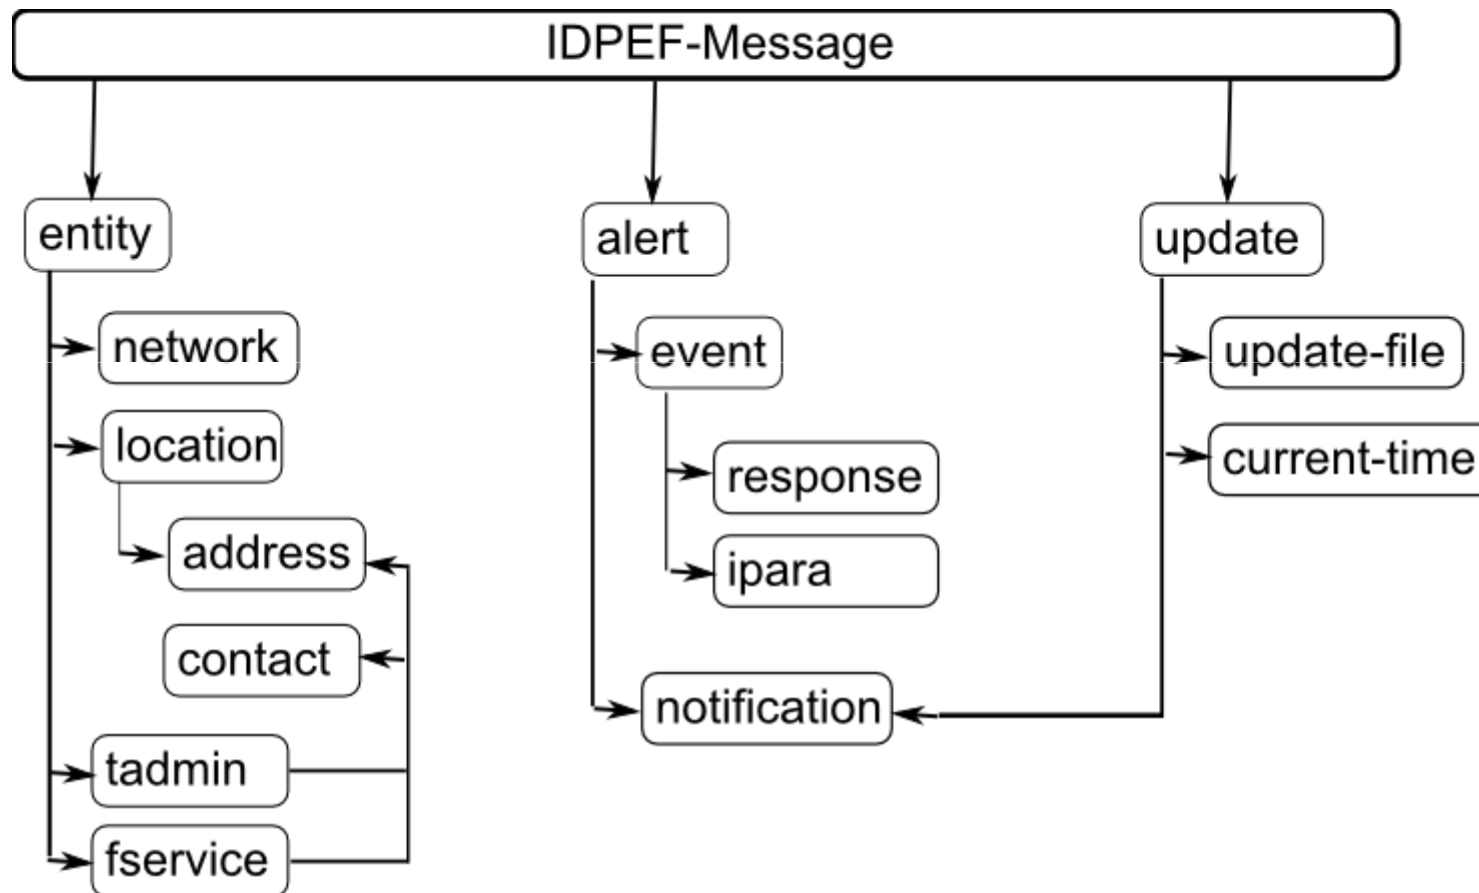 IDPEF-Message
entity
network
location
address
contact
tadmin
fservice
alert
event
response
ipara
notification
update
update-file
current-time